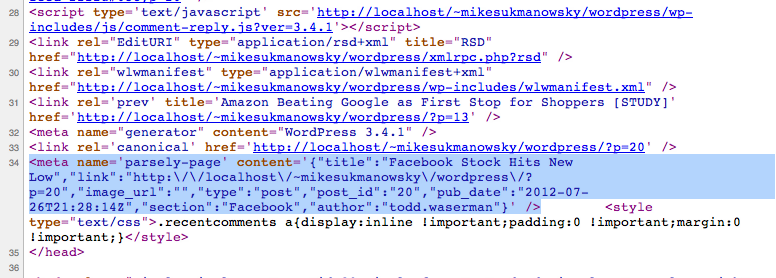 28 <script type='text/javascript' src='http://localhost/~mikesukmanowsky/wordpress/wp-
includes/js/comment-reply.js?ver=3.4.1'></script>
29 <link rel="EditURI" type="application/rsd+xml" title="RSD"
href="http://localhost/~mikesukmanowsky/wordpress/xmlrpc.php?rsd" />
30 <link rel="wlwmanifest" type="application/wlwmanifest+xml"
href="http://localhost/~mikesukmanowsky/wordpress/wp-includes/wlwmanifest.xml" />
31 <link rel='prev' title='Amazon Beating Google as First Stop for Shoppers [STUDY]'
href='http://localhost/~mikesukmanowsky/wordpress/?p=13' />
32 <meta name="generator" content="WordPress 3.4.1" />
33 <link rel='canonical' href='http://localhost/~mikesukmanowsky/wordpress/?p=20' />
34 <meta name='parsely-page' content='{"title":"Facebook Stock Hits New
Low","link":"http:\/\/localhost\/~mikesukmanowsky\/wordpress\/?
p=20","image_url":"","type":"post","post_id":"20","pub_date":"2012-07-
26T21:28:14Z","section":"Facebook","author":"todd.waserman"}' /> <style
type="text/css">.recentcomments a{display:inline !important;padding:0 !important;margin:0
!important;}</style>
35 </head>
36